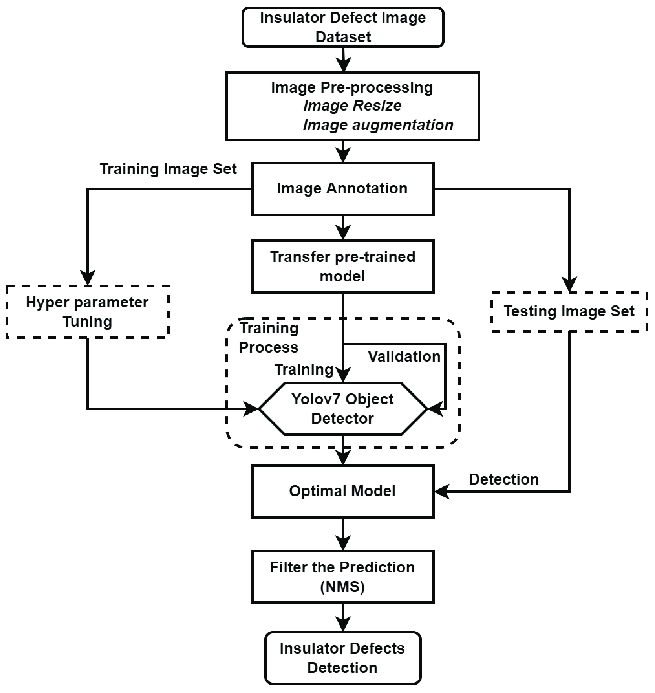 Insulator Defect Image
Dataset
Image Pre-processing
Image Resize
Image augmentation
Training Image Set
Image Annotation
Transfer pre-trained
model
Hyper parameter
Tuning
Testing Image Set
Training
Process
Validation
Training
Yolov7 Object
Detector
Optimal Model
Detection
Filter the Prediction
(NMS)
Insulator Defects
Detection